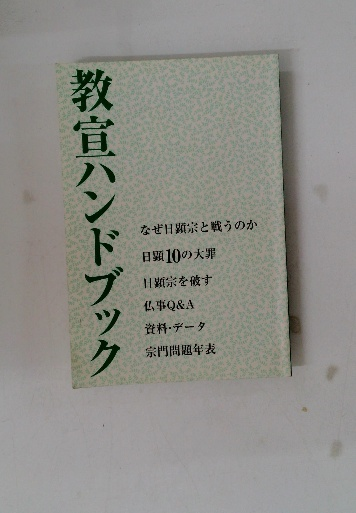 教宣ハンドブック
なぜ日顕宗と戦うのか
日顕10の大罪
日顕宗を破す
仏事Q&A
資料・データ
宗門問題年表